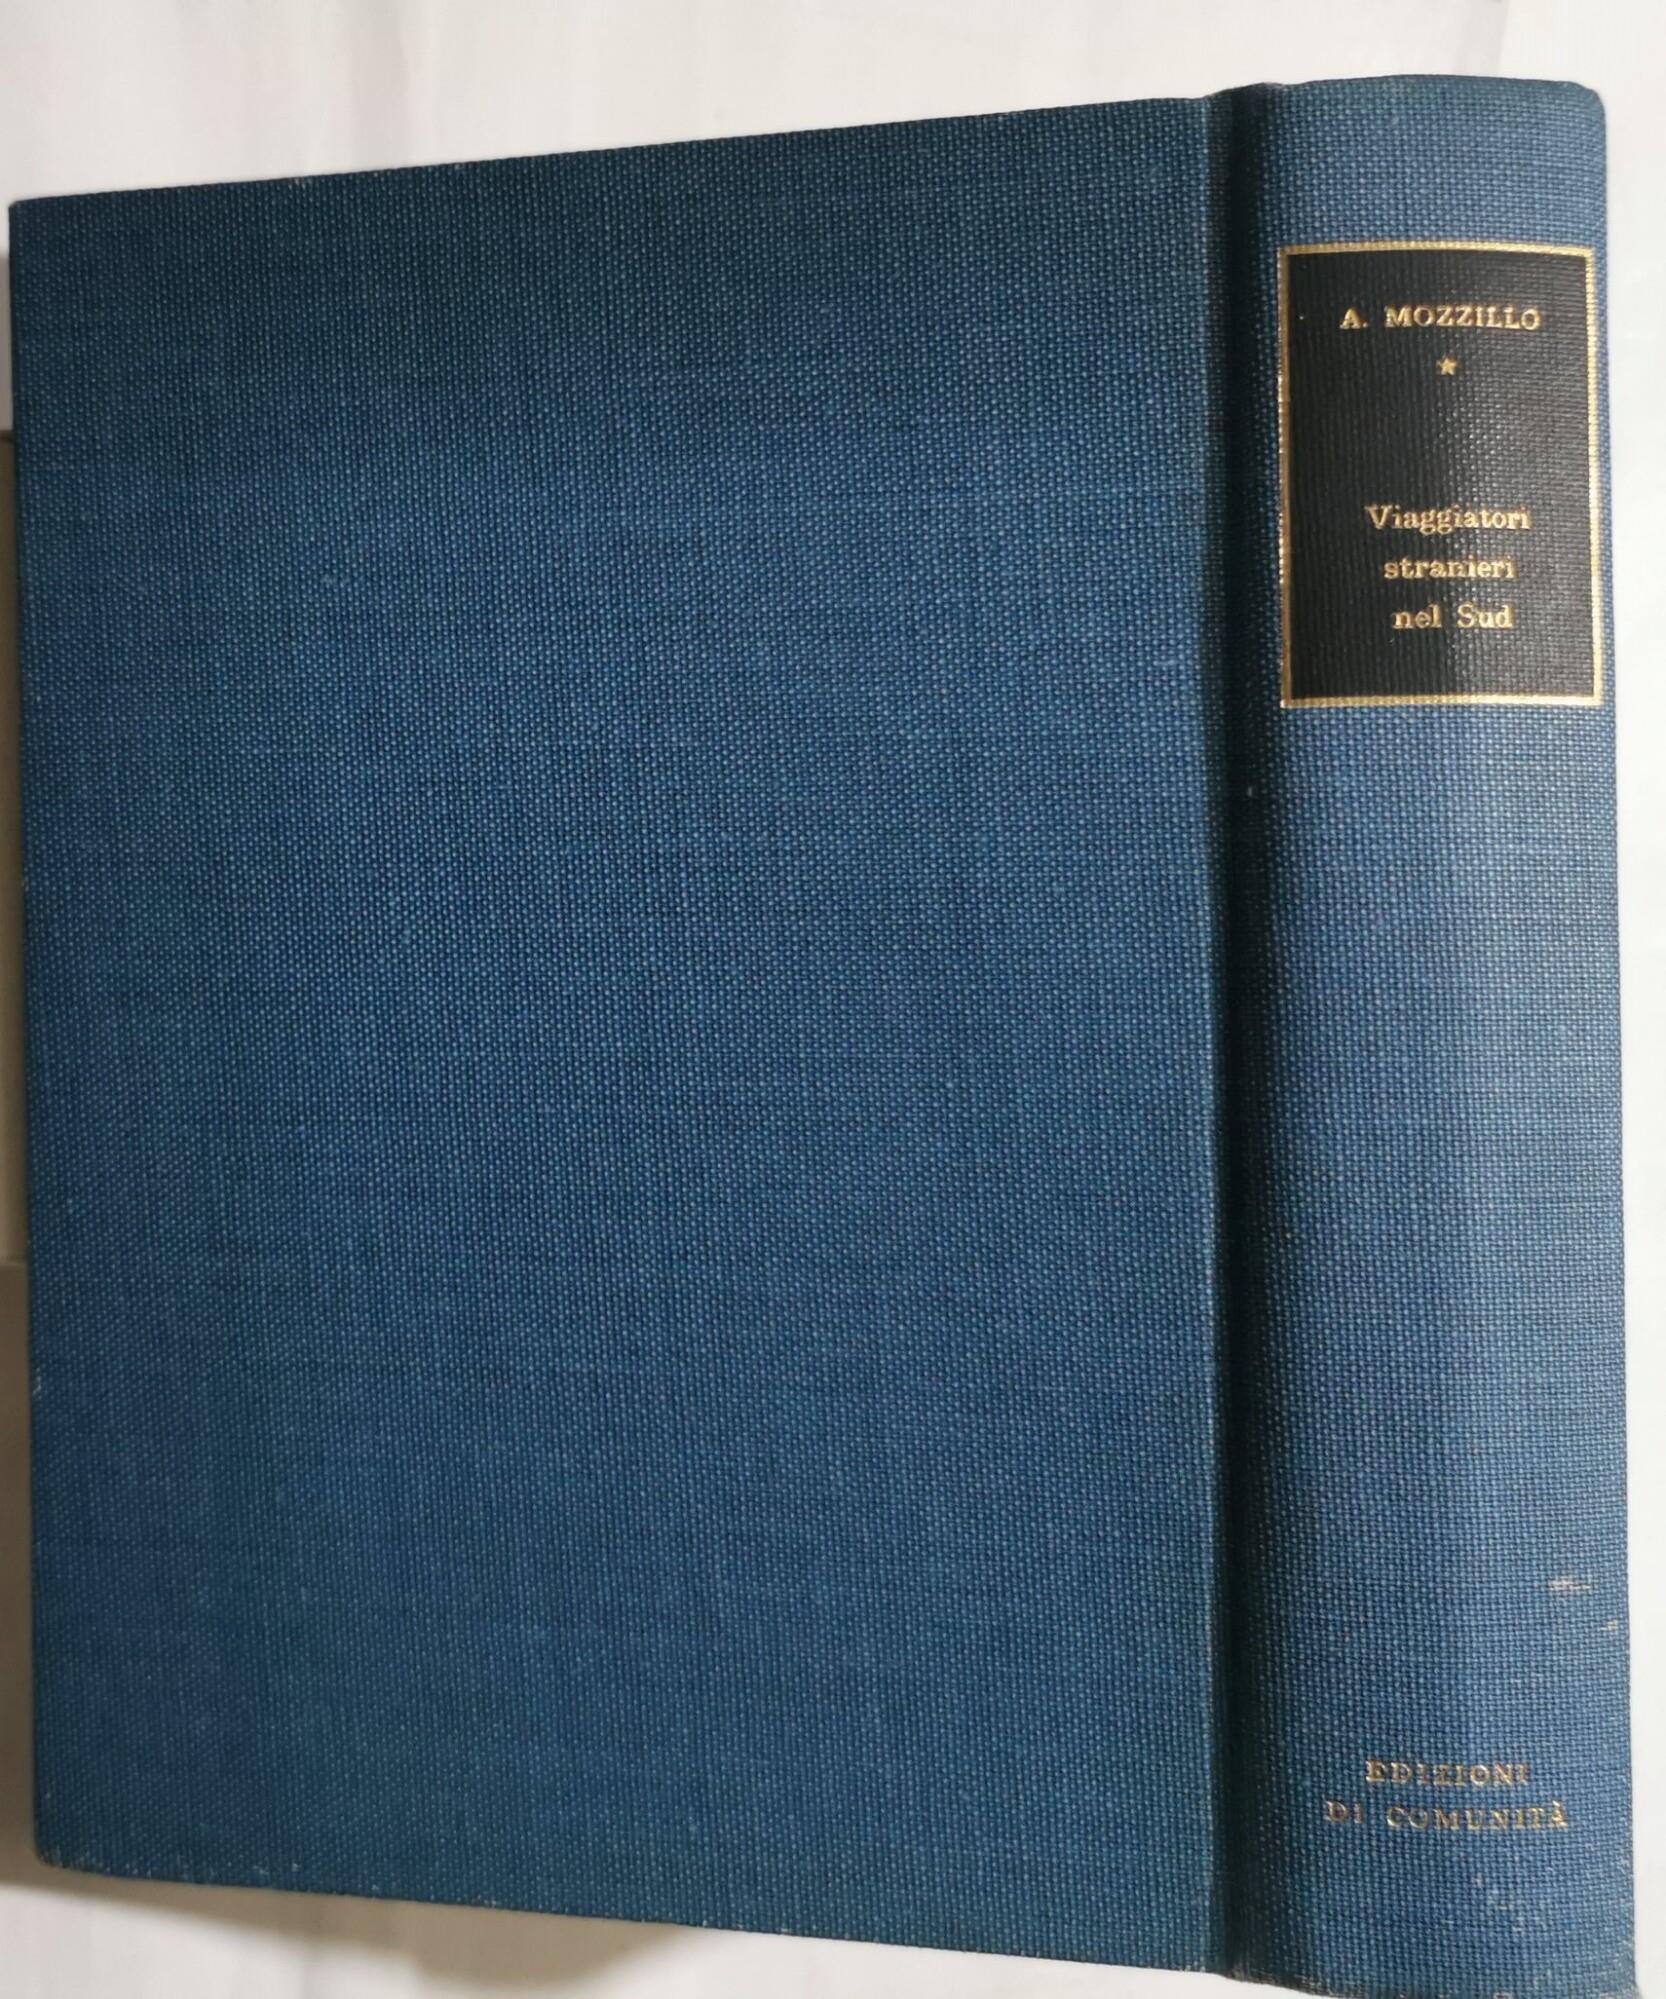 A. MOZZILLO
Viaggiatori
stranieri
nel Sud
EDIZIONI
DI COMUNITÀ